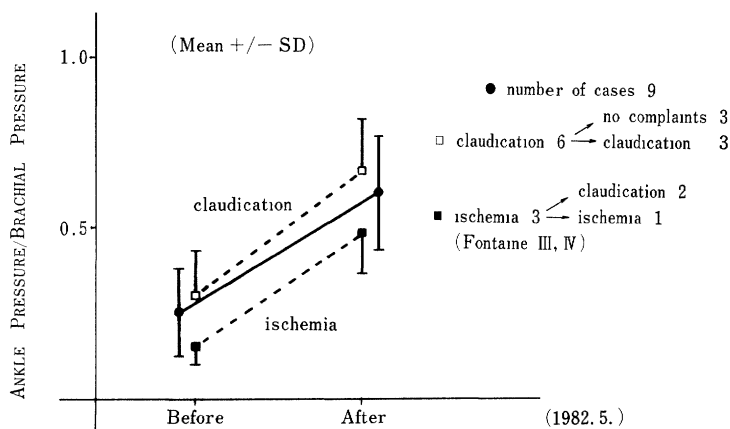 ANKLE PRESSURE/BRACHIAL PRESSURE
1.0
0.5
(Mean +/− SD)
● number of cases 9
no complaints 3
□ claudication 6 → claudication 3
claudication 2
■ ischemia 3 → ischemia 1
(Fontaine III, IV)
claudication
ischemia
Before
After
(1982.5.)